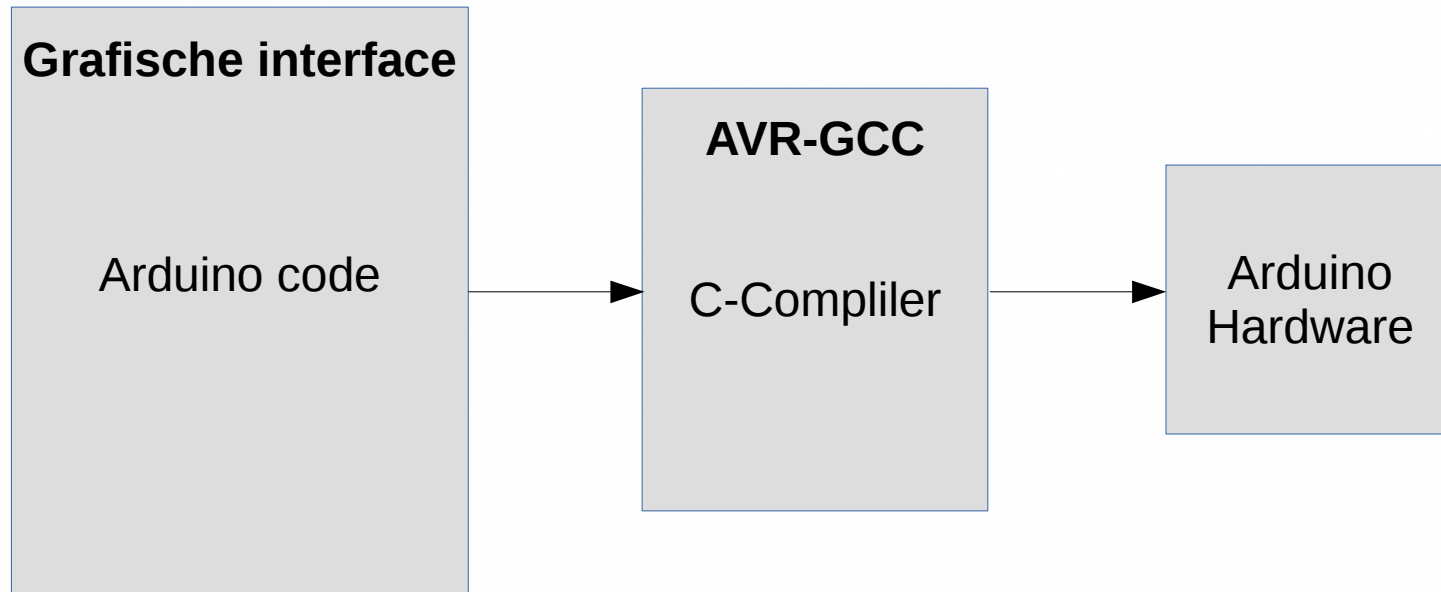 Grafische interface
Arduino code
AVR-GCC
C-Compliler
Arduino
Hardware